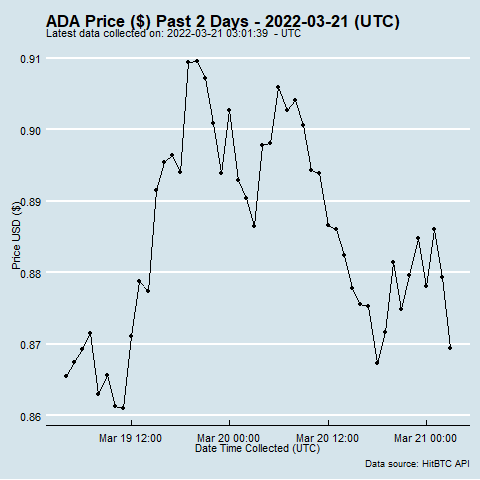 ADA Price ($) Past 2 Days - 2022-03-21 (UTC)
Latest data collected on: 2022-03-21 03:01:39 - UTC
0.91
0.90
0.89
0.88
0.87
0.86
Price USD ($)
Mar 19 12:00
Mar 20 00:00
Mar 20 12:00
Mar 21 00:00
Date Time Collected (UTC)
Data source: HitBTC API